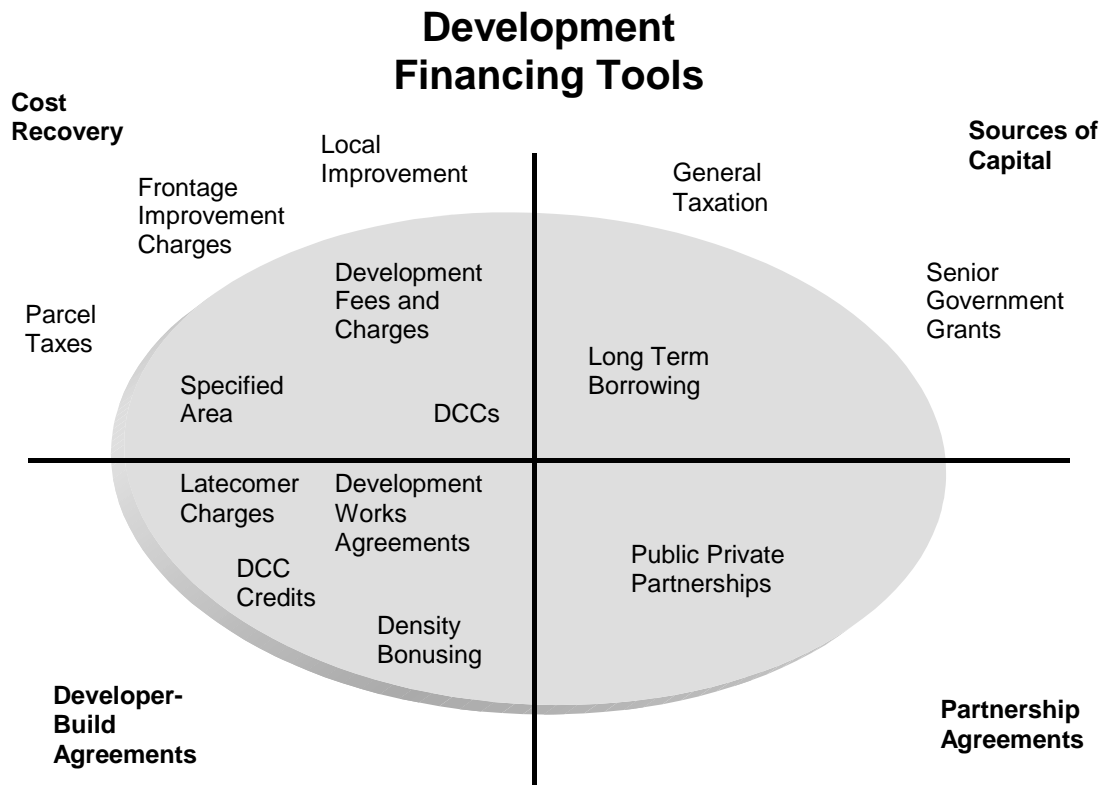 Development
Financing Tools
Cost
Recovery
Sources of
Capital
Local
Improvement
General
Taxation
Frontage
Improvement
Charges
Development
Fees and
Charges
Senior
Government
Grants
Parcel
Taxes
Long Term
Borrowing
Specified
Area
DCCs
Latecomer
Charges
Development
Works
Agreements
Public Private
Partnerships
DCC
Credits
Density
Bonusing
Developer-
Build
Agreements
Partnership
Agreements